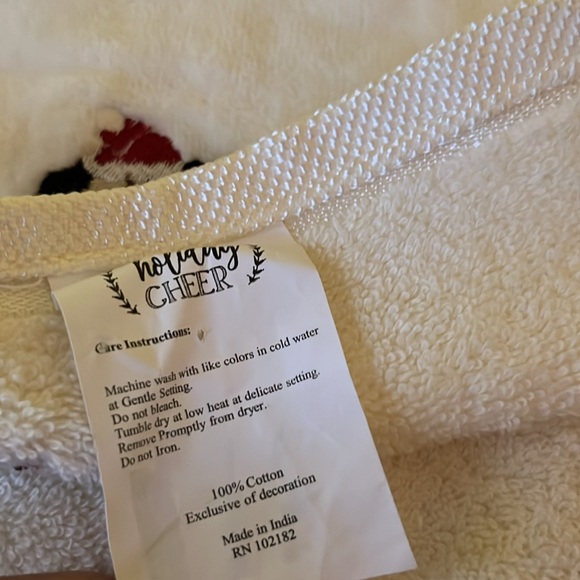 holiday
CHEER
Care Instructions:
Machine wash with like colors in cold water
at Gentle Setting.
Do not bleach.
Tumble dry at low heat at delicate setting.
Remove Promptly from dryer.
Do not Iron.
100% Cotton
Exclusive of decoration
Made in India
RN 102182